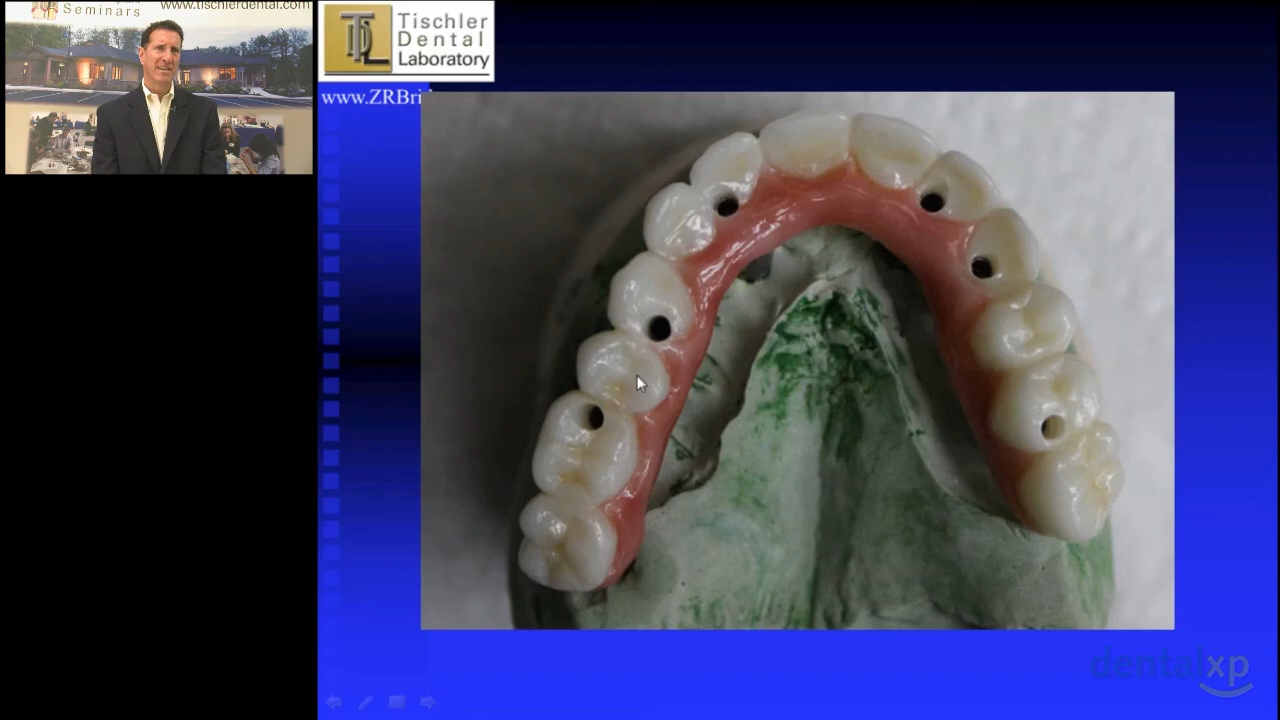 Seminars
www.tischlerdental.com
Tischler
Dental
Laboratory
www.ZRBri
dentalxp